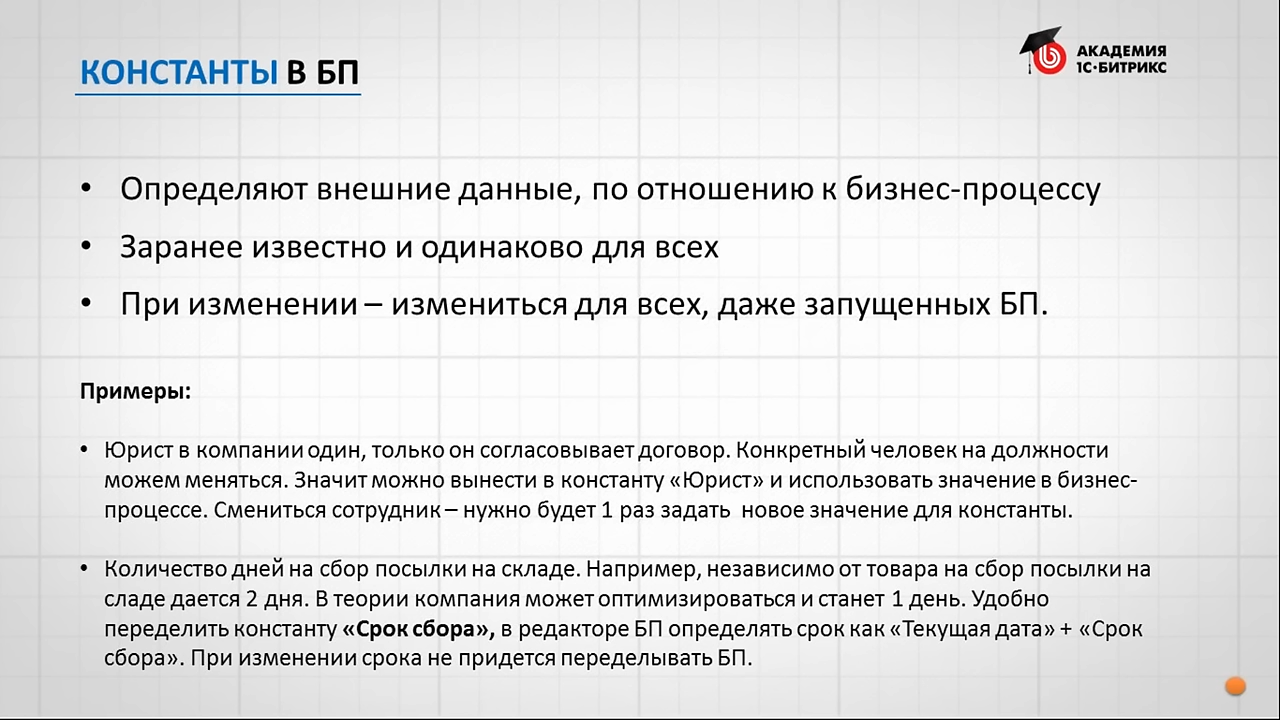 КОНСТАНТЫ В БП
АКАДЕМИЯ
1С·БИТРИКС
• Определяют внешние данные, по отношению к бизнес-процессу
• Заранее известно и одинаково для всех
• При изменении – измениться для всех, даже запущенных БП.
Примеры:
• Юрист в компании один, только он согласовывает договор. Конкретный человек на должности
можем меняться. Значит можно вынести в константу «Юрист» и использовать значение в бизнес-
процессе. Смениться сотрудник – нужно будет 1 раз задать новое значение для константы.
• Количество дней на сбор посылки на складе. Например, независимо от товара на сбор посылки на
сладе дается 2 дня. В теории компания может оптимизироваться и станет 1 день. Удобно
переделить константу «Срок сбора», в редакторе БП определять срок как «Текущая дата» + «Срок
сбора». При изменении срока не придется переделывать БП.